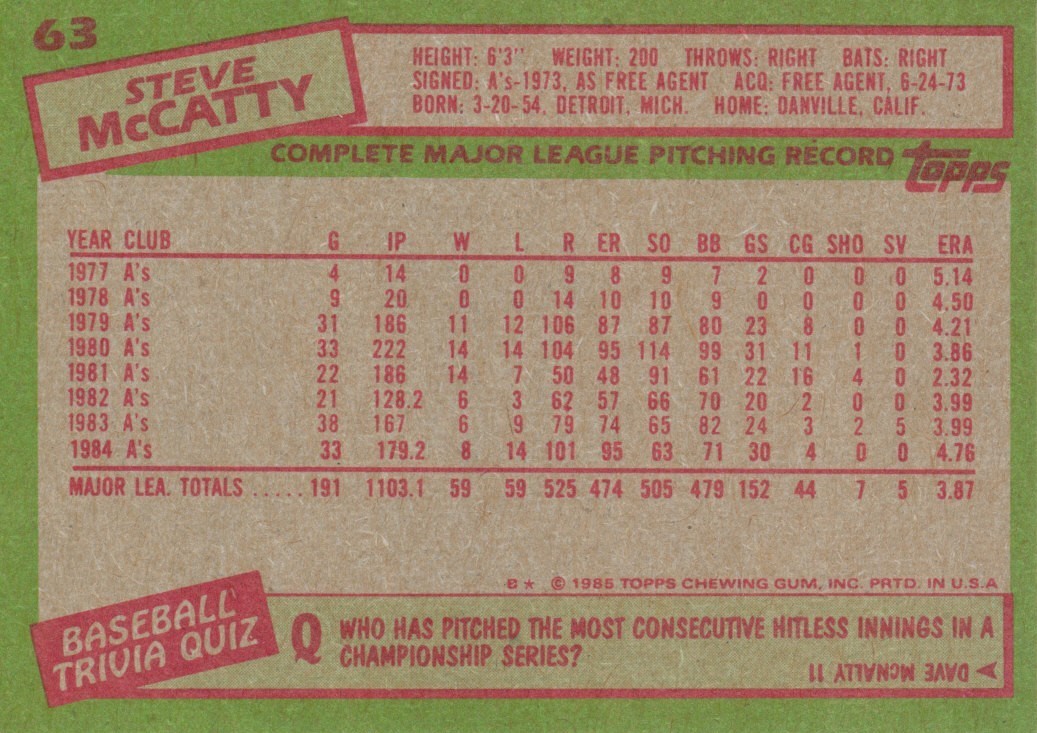 63
STEVE
McCATTY
HEIGHT: 6'3" WEIGHT: 200 THROWS: RIGHT BATS: RIGHT
SIGNED: A's-1973, AS FREE AGENT ACQ: FREE AGENT, 6-24-73
BORN: 3-20-54, DETROIT, MICH. HOME: DANVILLE, CALIF.
COMPLETE MAJOR LEAGUE PITCHING RECORD topps
YEAR CLUB G IP W L R ER SO BB GS CG SHO SV ERA
1977 A's 4 14 0 0 9 8 9 7 2 0 0 0 5.14
1978 A's 9 20 0 0 14 10 10 9 0 0 0 0 4.50
1979 A's 31 186 11 12 106 87 87 80 23 8 0 0 4.21
1980 A's 33 222 14 14 104 95 114 99 31 11 1 0 3.86
1981 A's 22 186 14 7 50 48 91 61 22 16 4 0 2.32
1982 A's 21 128.2 6 3 62 57 66 70 20 2 0 0 3.99
1983 A's 38 167 6 9 79 74 65 82 24 3 2 5 3.99
1984 A's 33 179.2 8 14 101 95 63 71 30 4 0 0 4.76
MAJOR LEA. TOTALS ..... 191 1103.1 59 59 525 474 505 479 152 44 7 5 3.87
B★ © 1985 TOPPS CHEWING GUM, INC. PRTD. IN U.S.A
BASEBALL
TRIVIA QUIZ
Q WHO HAS PITCHED THE MOST CONSECUTIVE HITLESS INNINGS IN A
CHAMPIONSHIP SERIES?
DAVE McNALLY 11